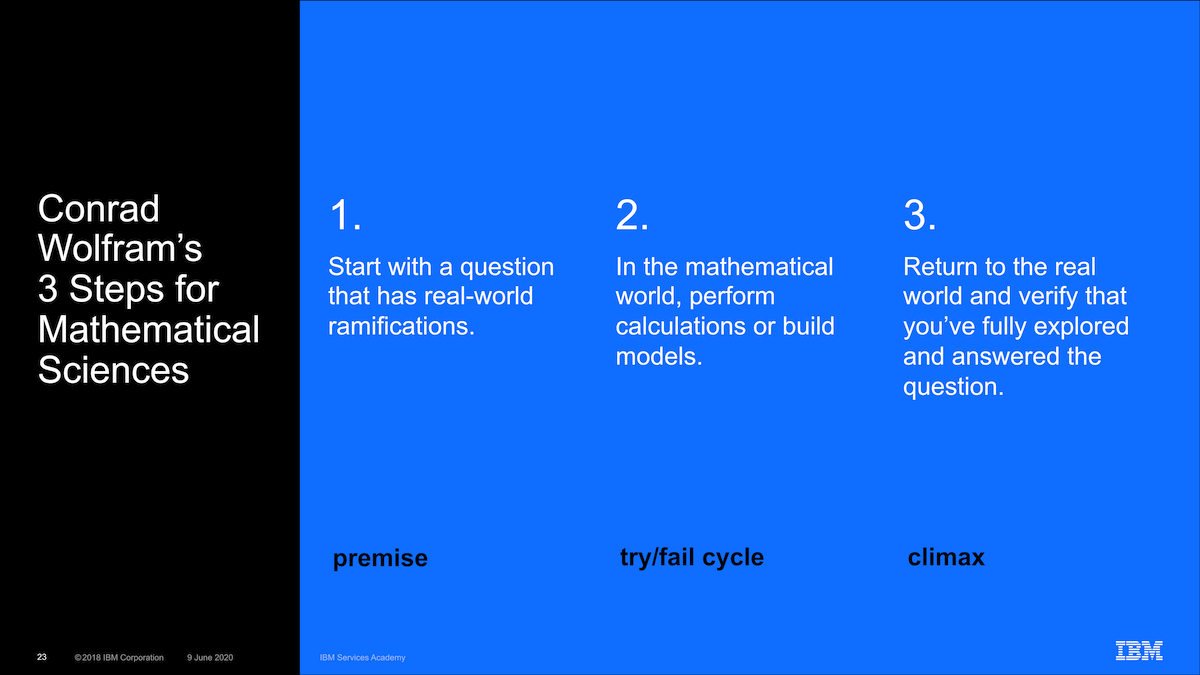 Conrad
Wolfram’s
3 Steps for
Mathematical
Sciences
1.
Start with a question
that has real-world
ramifications.
premise
2.
In the mathematical
world, perform
calculations or build
models.
try/fail cycle
3.
Return to the real
world and verify that
you’ve fully explored
and answered the
question.
climax
23 ©2018 IBM Corporation 9 June 2020 IBM Services Academy
IBM